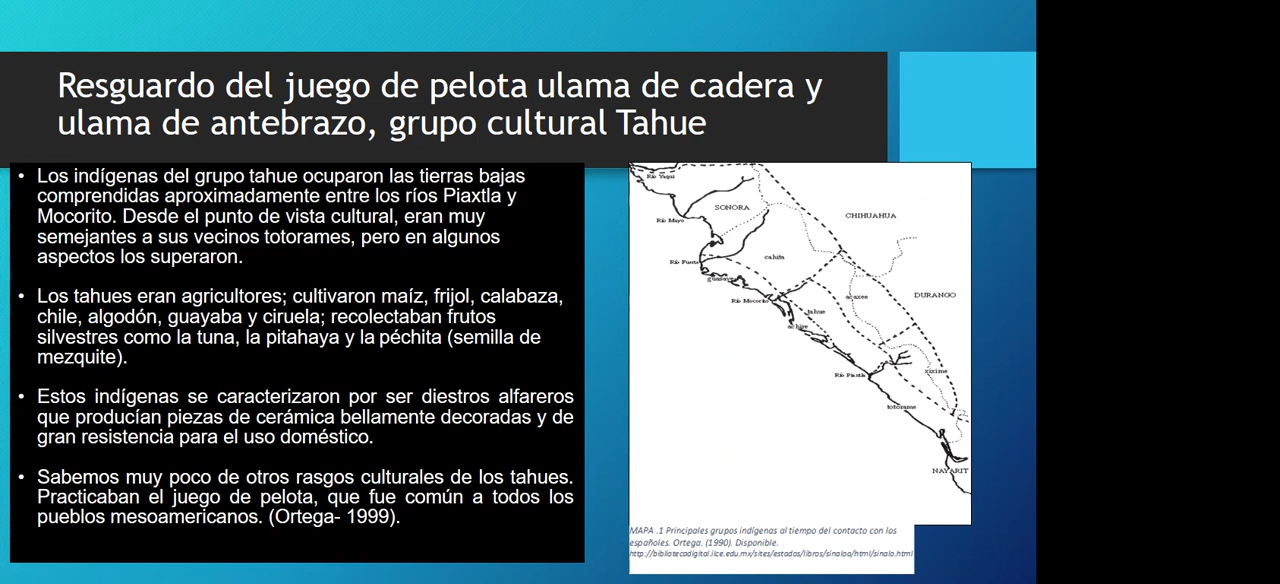 Resguardo del juego de pelota ulama de cadera y
ulama de antebrazo, grupo cultural Tahue
• Los indígenas del grupo tahue ocuparon las tierras bajas
comprendidas aproximadamente entre los ríos Piaxtla y
Mocorito. Desde el punto de vista cultural, eran muy
semejantes a sus vecinos totorames, pero en algunos
aspectos los superaron.
• Los tahues eran agricultores; cultivaron maíz, frijol, calabaza,
chile, algodón, guayaba y ciruela; recolectaban frutos
silvestres como la tuna, la pitahaya y la péchita (semilla de
mezquite).
• Estos indígenas se caracterizaron por ser diestros alfareros
que producían piezas de cerámica bellamente decoradas y de
gran resistencia para el uso doméstico.
• Sabemos muy poco de otros rasgos culturales de los tahues.
Practicaban el juego de pelota, que fue común a todos los
pueblos mesoamericanos. (Ortega- 1999).
Río Yaqui
SONORA
CHIHUAHUA
Río Mayo
cahita
Río Fuerte
guasave
DURANGO
acaxee
Río Mocorito
tahue
achire
xixime
Río Piaxtla
totorame
NAYARIT
MAPA .1 Principales grupos indígenas al tiempo del contacto con los
españoles. Ortega. (1990). Disponible.
http://bibliotecadigital.ilce.edu.mx/sites/estados/libros/sinaloa/html/sinalo.html